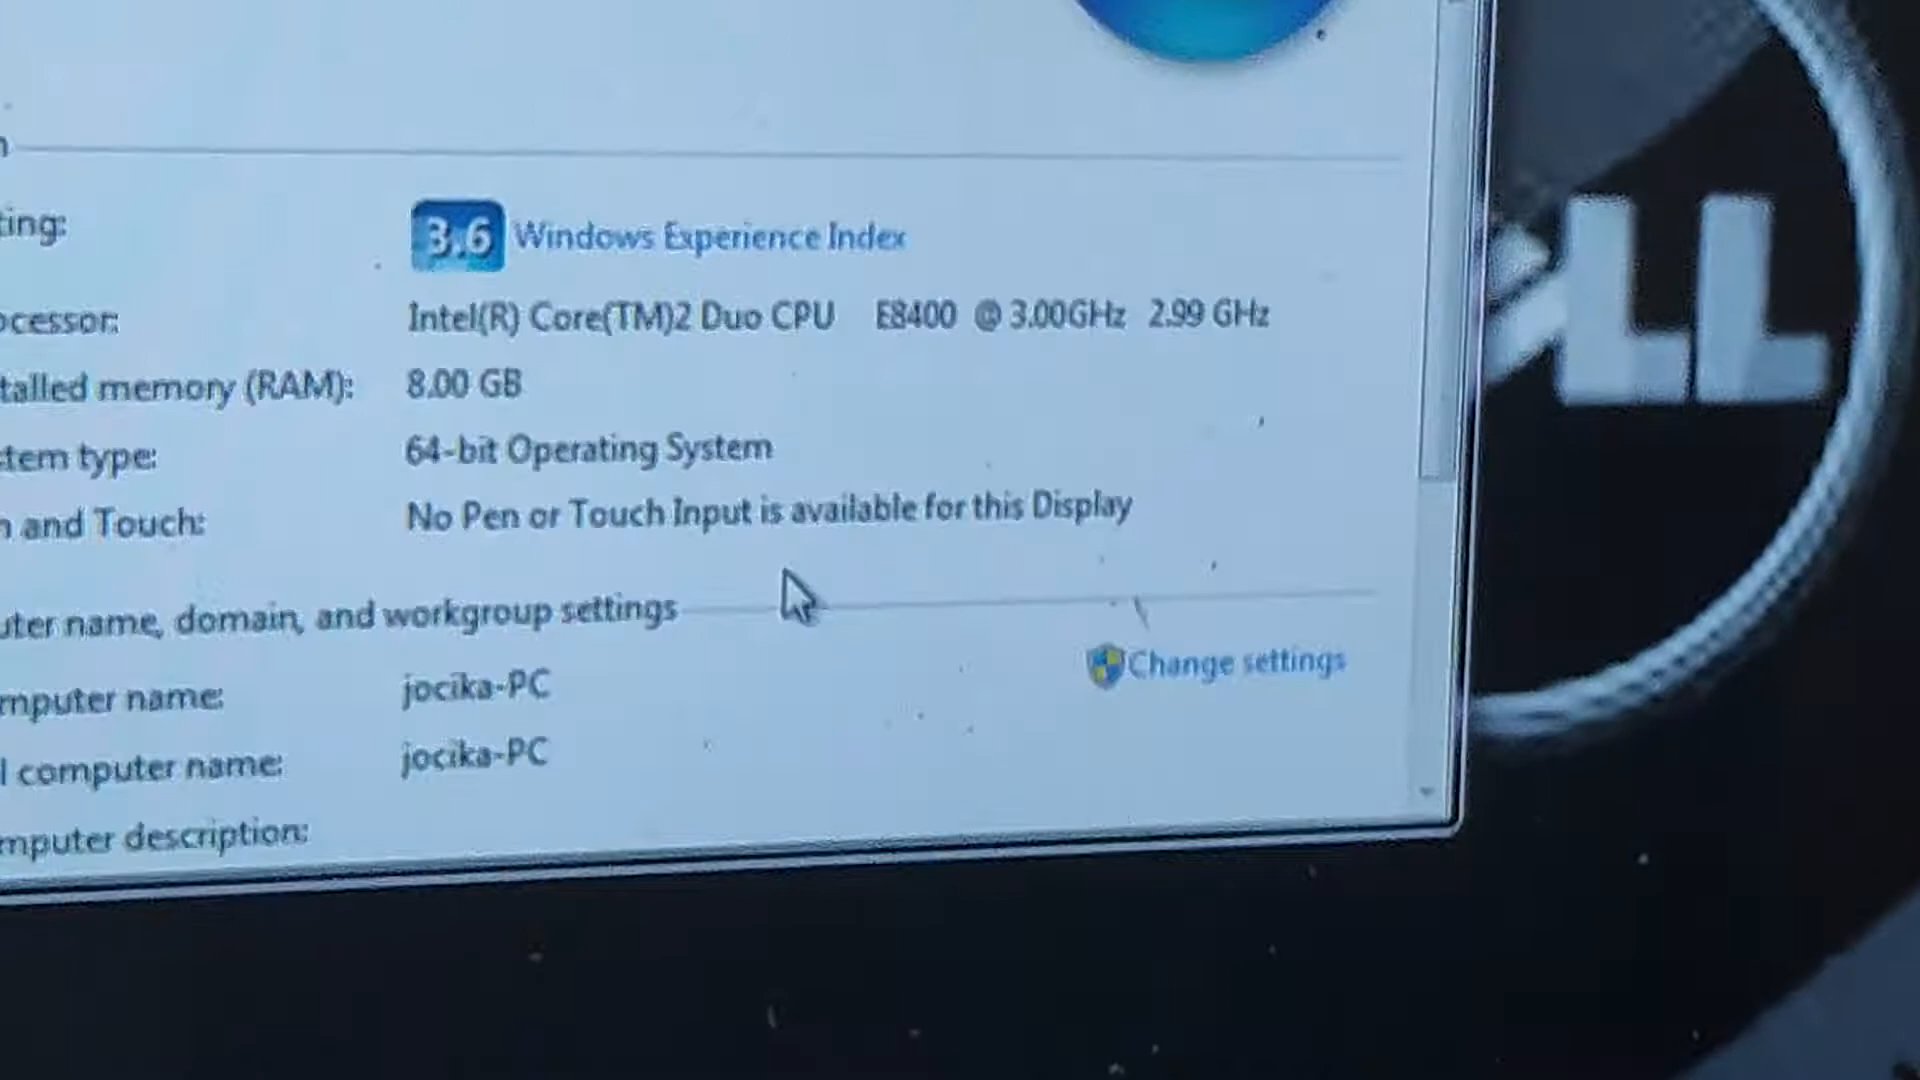 ting:
3.6 Windows Experience Index
ocessor:
Intel(R) Core(TM)2 Duo CPU E8400 @ 3.00GHz 2.99 GHz
talled memory (RAM):
8.00 GB
tem type:
64-bit Operating System
n and Touch:
No Pen or Touch Input is available for this Display
uter name, domain, and workgroup settings
mputer name:
jocika-PC
Change settings
l computer name:
jocika-PC
mputer description:
LL